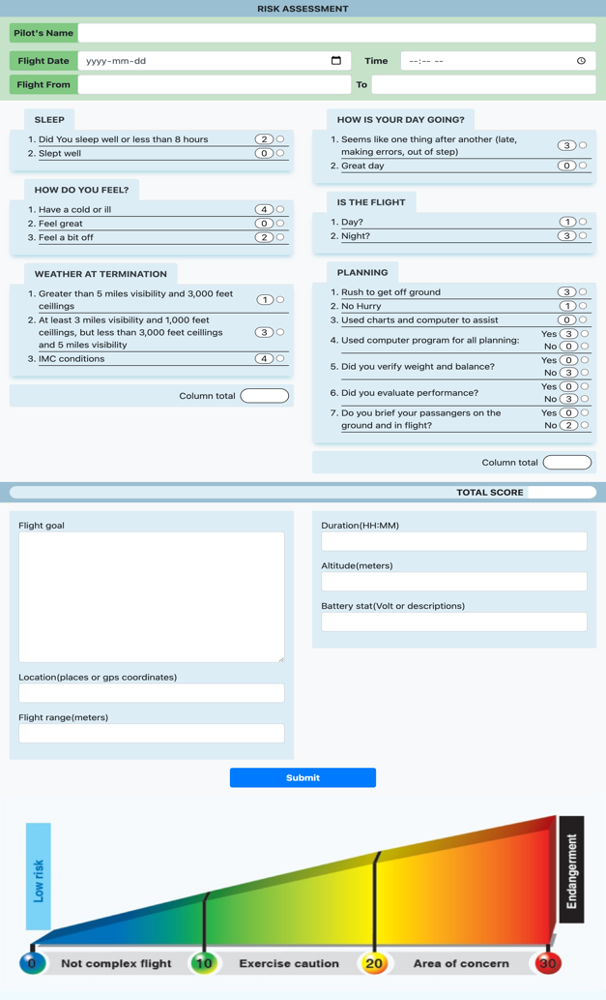 RISK ASSESSMENT
Pilot's Name
Flight Date yyyy-mm-dd Time --:-- --
Flight From To
SLEEP
1. Did You sleep well or less than 8 hours 2
2. Slept well 0
HOW DO YOU FEEL?
1. Have a cold or ill 4
2. Feel great 0
3. Feel a bit off 2
WEATHER AT TERMINATION
1. Greater than 5 miles visibility and 3,000 feet
ceilings 1
2. At least 3 miles visibility and 1,000 feet
ceilings, but less than 3,000 feet ceilings 3
and 5 miles visibility
3. IMC conditions 4
Column total
HOW IS YOUR DAY GOING?
1. Seems like one thing after another (late,
making errors, out of step) 3
2. Great day 0
IS THE FLIGHT
1. Day? 1
2. Night? 3
PLANNING
1. Rush to get off ground 3
2. No Hurry 1
3. Used charts and computer to assist 0
4. Used computer program for all planning: Yes 3
No 0
5. Did you verify weight and balance? Yes 0
No 3
6. Did you evaluate performance? Yes 0
No 3
7. Do you brief your passangers on the Yes 0
ground and in flight? No 2
Column total
TOTAL SCORE
Flight goal
Location(places or gps coordinates)
Flight range(meters)
Duration(HH:MM)
Altitude(meters)
Battery stat(Volt or descriptions)
Submit
Low risk
Endangerment
0 Not complex flight 10 Exercise caution 20 Area of concern 30